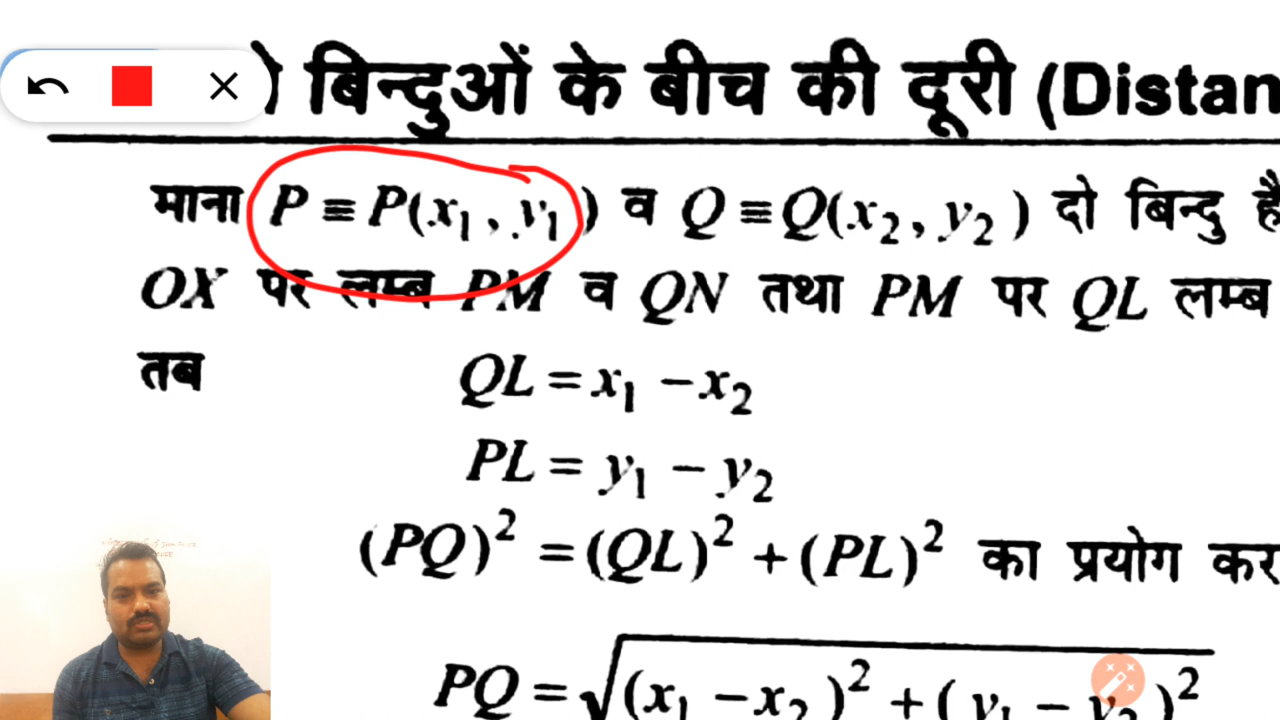 बिन्दुओं के बीच की दूरी (Distan
माना P ≡ P(x₁, y₁) व Q ≡ Q(x₂, y₂) दो बिन्दु हैं
OX पर लम्ब PM व QN तथा PM पर QL लम्ब
तब QL = x₁ − x₂
PL = y₁ − y₂
(PQ)² = (QL)² + (PL)² का प्रयोग कर
PQ = √(x₁ − x₂)² + (y₁ − y₂)²